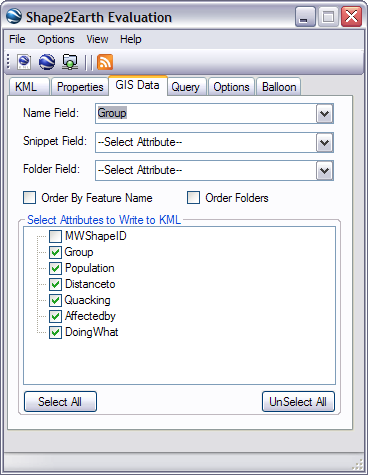 Shape2Earth Evaluation
File Options View Help
KML Properties GIS Data Query Options Balloon
Name Field: Group
Snippet Field: --Select Attribute--
Folder Field: --Select Attribute--
Order By Feature Name Order Folders
Select Attributes to Write to KML
MWShapeID
Group
Population
Distanceto
Quacking
Affectedby
DoingWhat
Select All UnSelect All